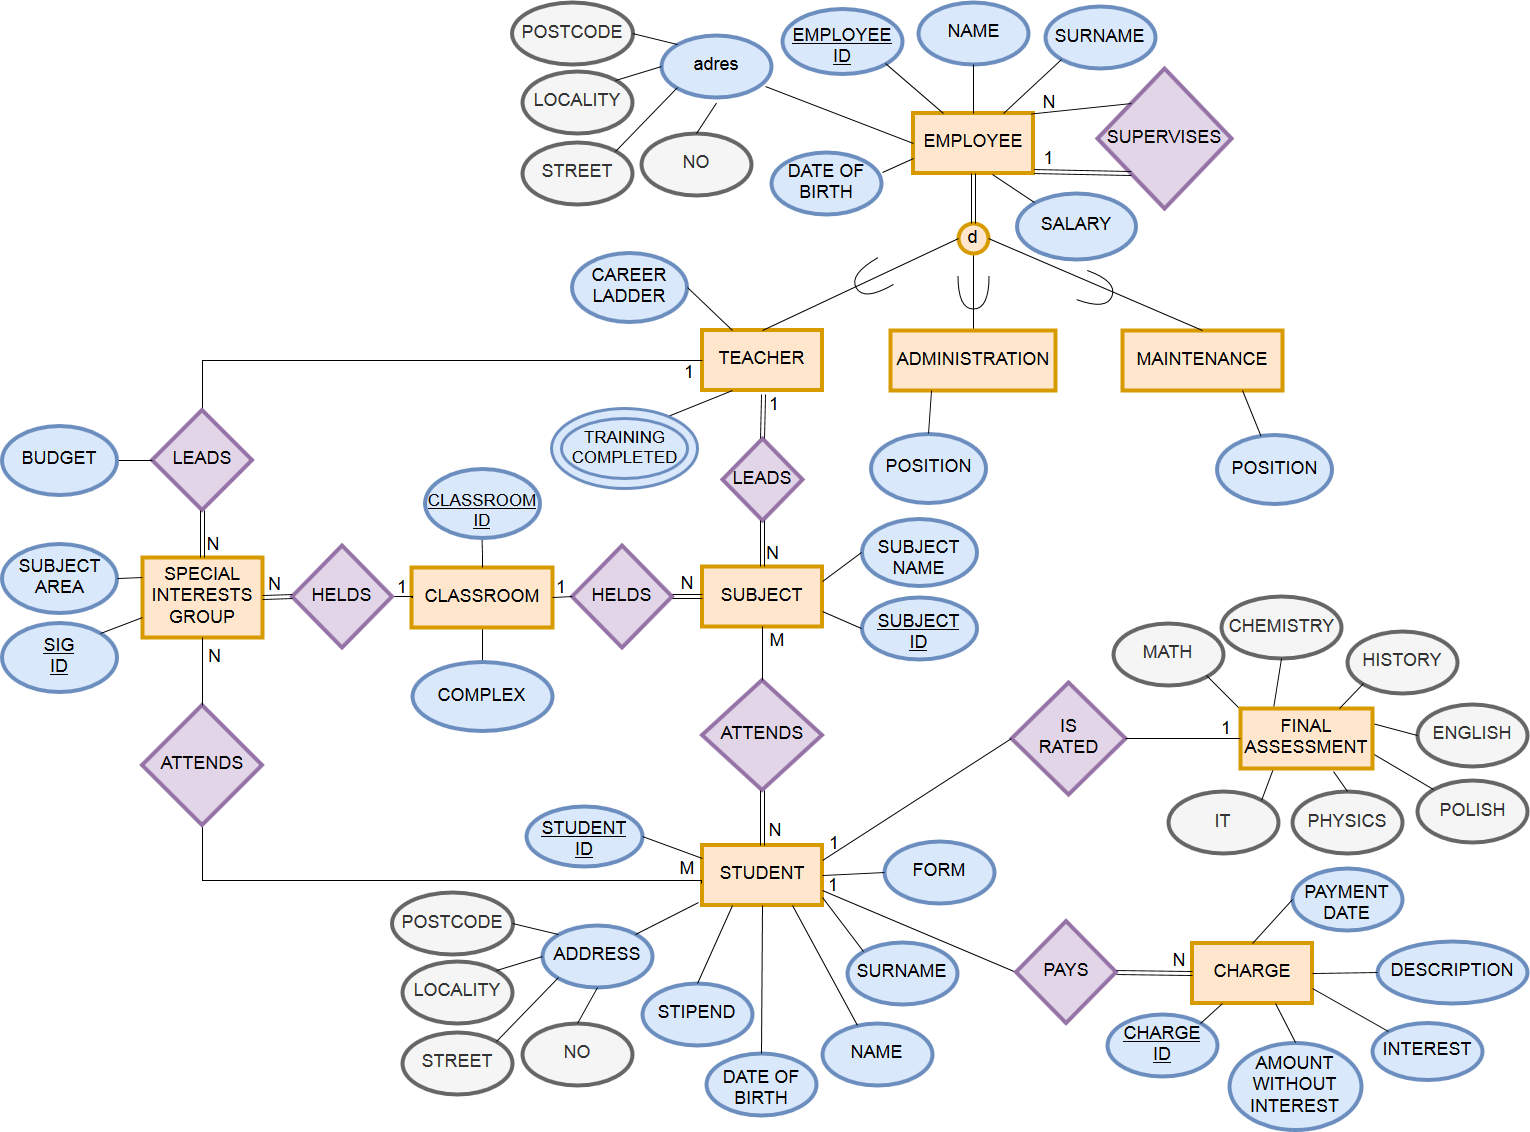 POSTCODE
adres
EMPLOYEE
ID
NAME
SURNAME
LOCALITY
N
SUPERVISES
EMPLOYEE
1
STREET
NO
DATE OF
BIRTH
SALARY
d
CAREER
LADDER
TEACHER
ADMINISTRATION
MAINTENANCE
1
1
TRAINING
COMPLETED
BUDGET
LEADS
LEADS
POSITION
POSITION
CLASSROOM
ID
N
N
SUBJECT
NAME
SUBJECT
AREA
SPECIAL
INTERESTS
GROUP
N
HELDS
1
CLASSROOM
1
HELDS
N
SUBJECT
SUBJECT
ID
SIG
ID
N
M
COMPLEX
MATH
CHEMISTRY
HISTORY
ATTENDS
ATTENDS
IS
RATED
1
FINAL
ASSESSMENT
ENGLISH
IT
PHYSICS
POLISH
STUDENT
ID
N
1
M
STUDENT
1
FORM
PAYMENT
DATE
POSTCODE
ADDRESS
SURNAME
PAYS
N
CHARGE
DESCRIPTION
LOCALITY
STIPEND
NAME
CHARGE
ID
INTEREST
STREET
NO
DATE OF
BIRTH
AMOUNT
WITHOUT
INTEREST